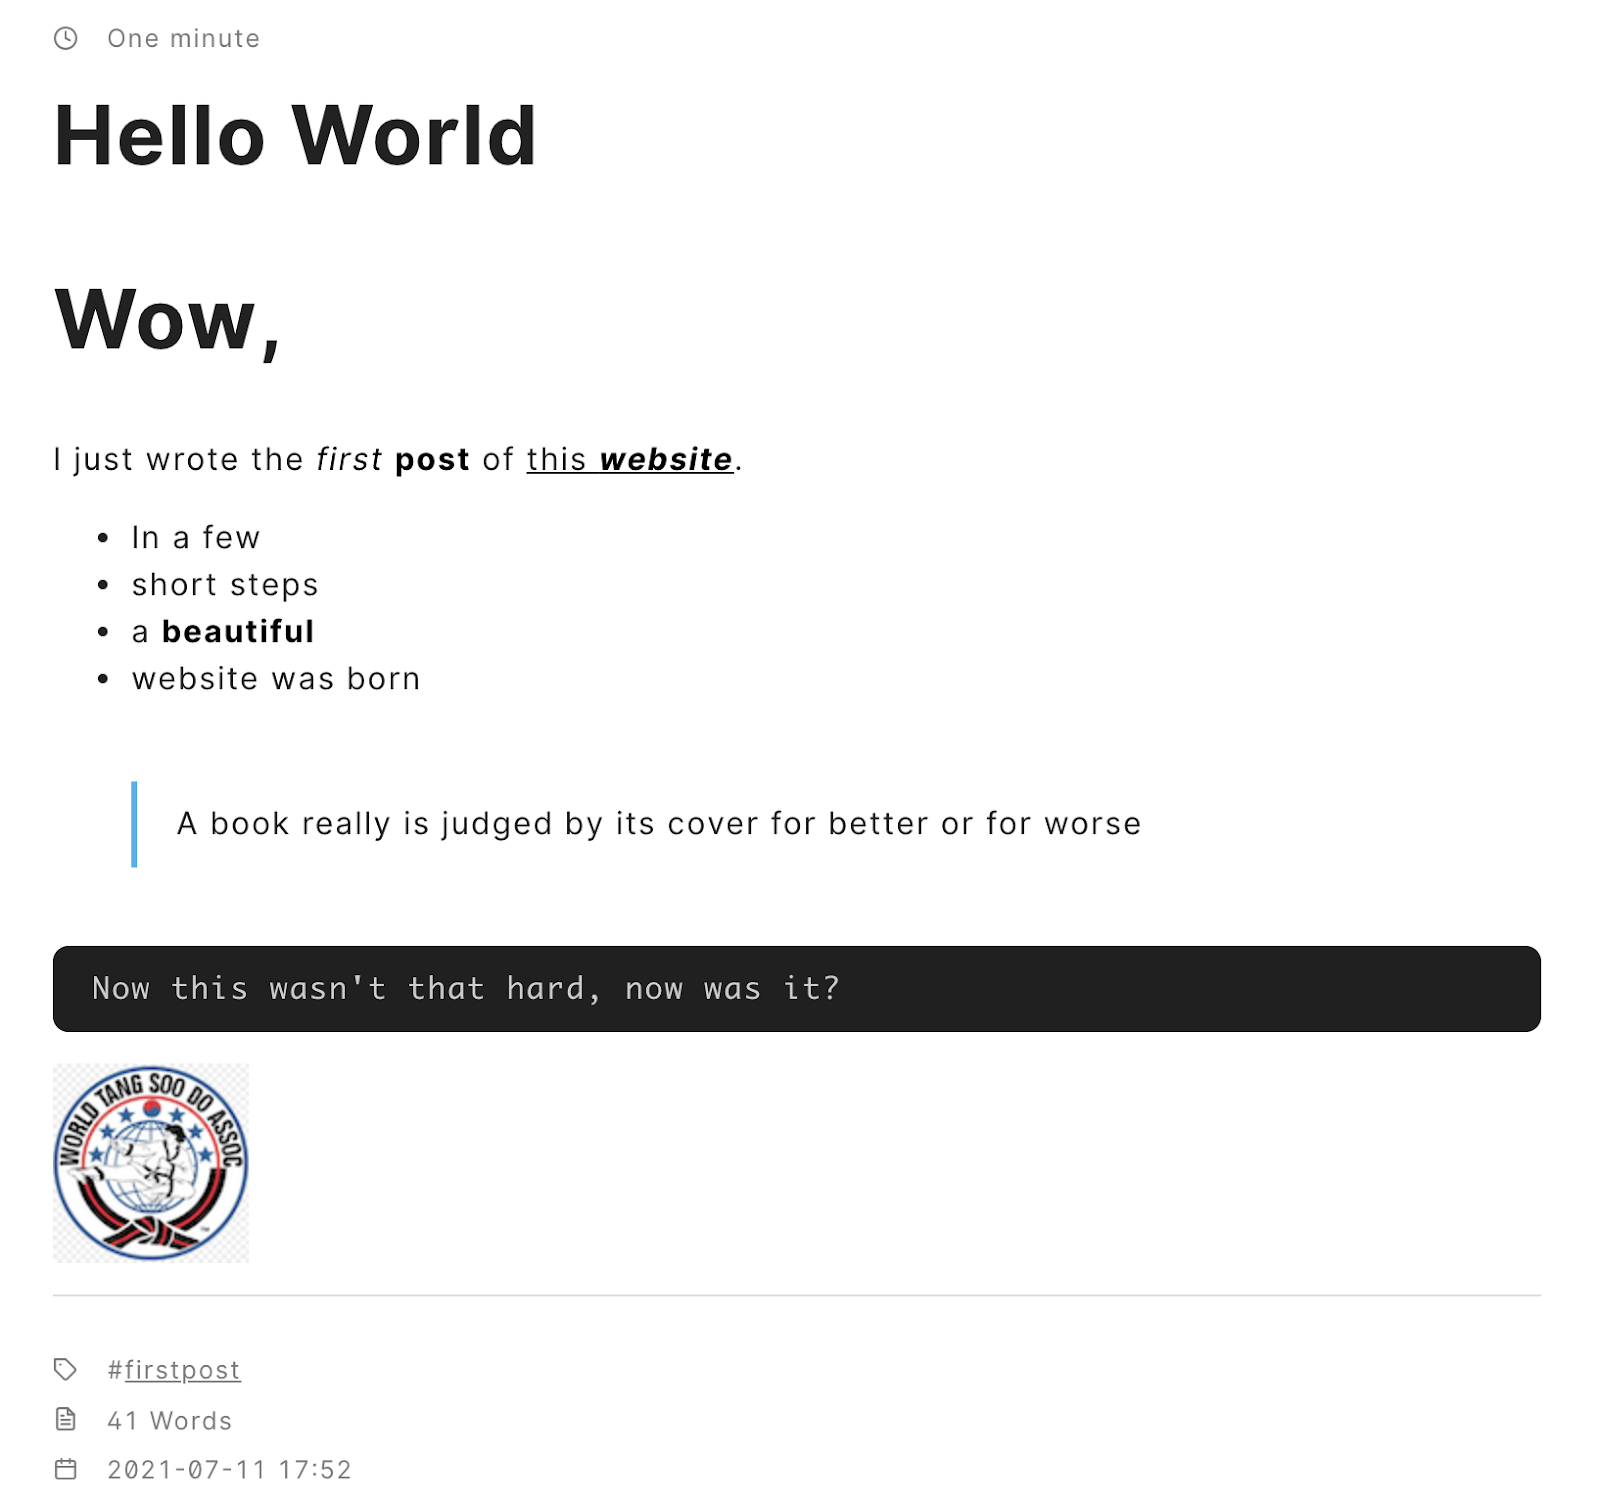 One minute
Hello World
Wow,
I just wrote the first post of this website.
In a few
short steps
a beautiful
website was born
A book really is judged by its cover for better or for worse
Now this wasn't that hard, now was it?
WORLD TANG SOO DO ASSOC
#firstpost
41 Words
2021-07-11 17:52